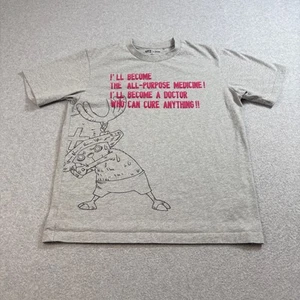 I'LL BECOME
THE ALL-PURPOSE MEDICINE!
I'LL BECOME A DOCTOR
WHO CAN CURE ANYTHING!!